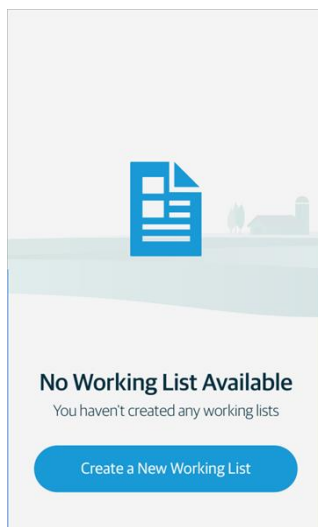 No Working List Available
You haven't created any working lists
Create a New Working List